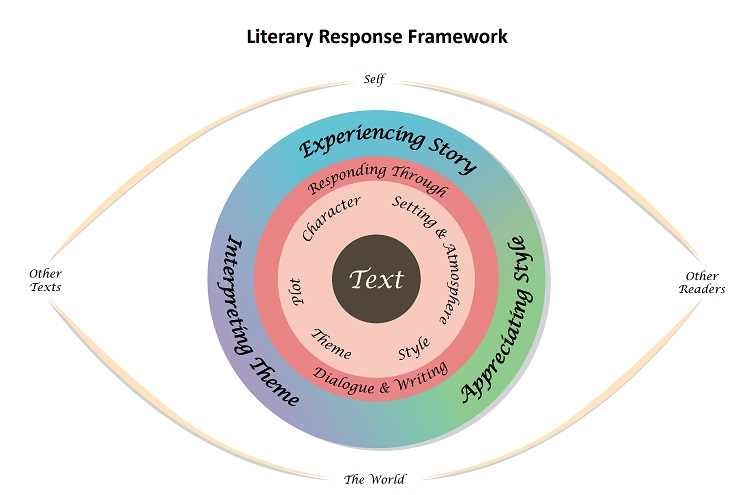 Literary Response Framework
Self
Experiencing Story
Responding Through
Character
Setting & Atmosphere
Other
Texts
Interpreting Theme
Plot
Text
Appreciating Style
Other
Readers
Theme
Style
Dialogue & Writing
The World